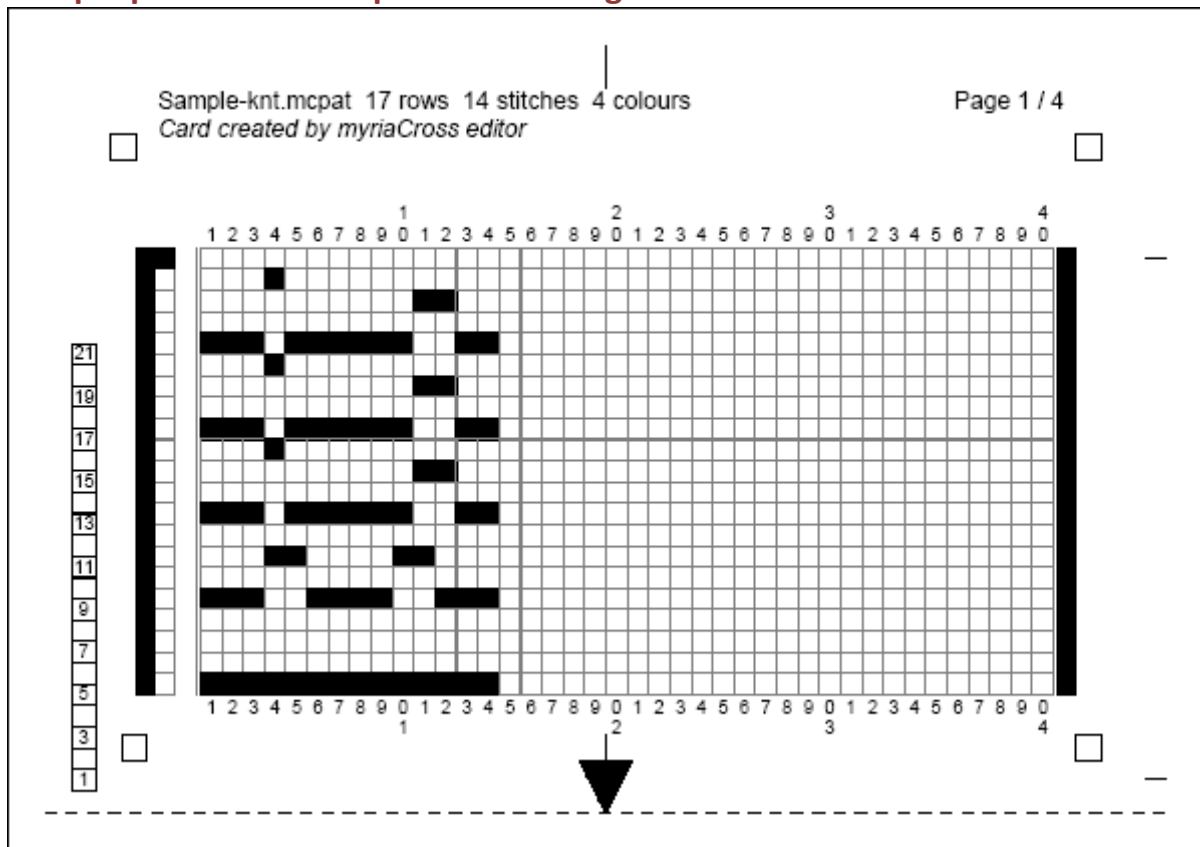 Sample-knt.mcpat 17 rows 14 stitches 4 colours Page 1 / 4
Card created by myriaCross editor
1 2 3 4
1 2 3 4 5 6 7 8 9 0 1 2 3 4 5 6 7 8 9 0 1 2 3 4 5 6 7 8 9 0 1 2 3 4 5 6 7 8 9 0
21
19
17
15
13
11
9
7
5
1 2 3 4 5 6 7 8 9 0 1 2 3 4 5 6 7 8 9 0 1 2 3 4 5 6 7 8 9 0 1 2 3 4 5 6 7 8 9 0
1 2 3 4
3
1